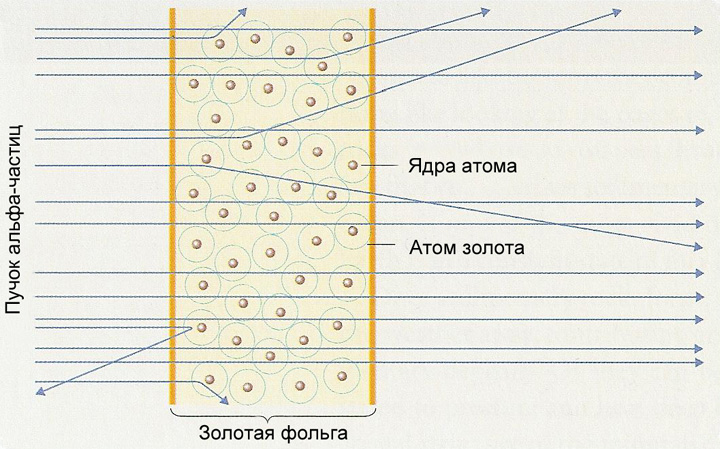 Пучок альфа-частиц
Ядра атома
Атом золота
Золотая фольга